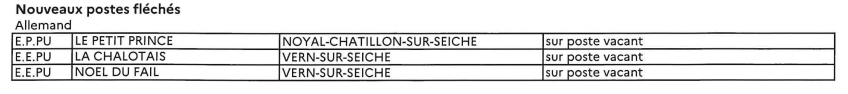 Nouveaux postes fléchés
Allemand
E.P.PU LE PETIT PRINCE NOYAL-CHATILLON-SUR-SEICHE sur poste vacant
E.E.PU LA CHALOTAIS VERN-SUR-SEICHE sur poste vacant
E.E.PU NOEL DU FAIL VERN-SUR-SEICHE sur poste vacant